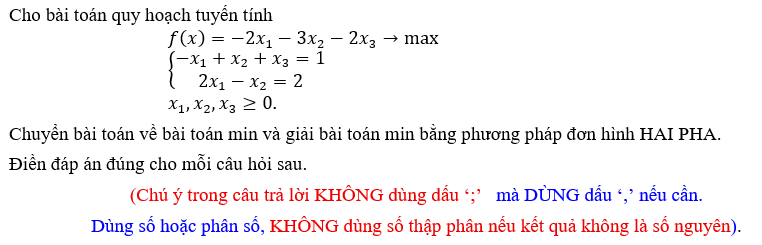 Cho bài toán quy hoạch tuyến tính
f(x) = −2x₁ − 3x₂ − 2x₃ → max
{−x₁ + x₂ + x₃ = 1
2x₁ − x₂ = 2
x₁, x₂, x₃ ≥ 0.
Chuyển bài toán về bài toán min và giải bài toán min bằng phương pháp đơn hình HAI PHA.
Điền đáp án đúng cho mỗi câu hỏi sau.
(Chú ý trong câu trả lời KHÔNG dùng dấu ‘;’ mà DÙNG dấu ‘,’ nếu cần.
Dùng số hoặc phân số, KHÔNG dùng số thập phân nếu kết quả không là số nguyên).